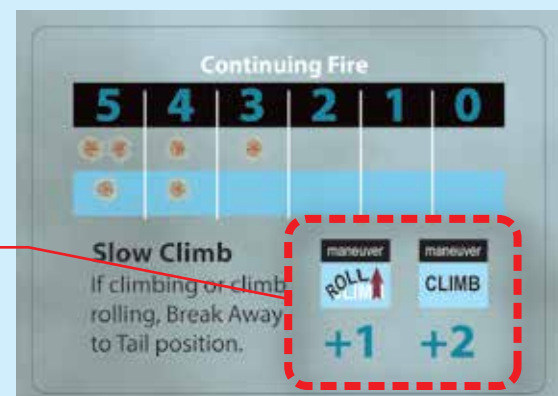 Continuing Fire
5 4 3 2 1 0
Slow Climb
If climbing or climb
rolling, Break Away
to Tail position.
maneuver maneuver
ROLL CLIMB CLIMB
+1 +2